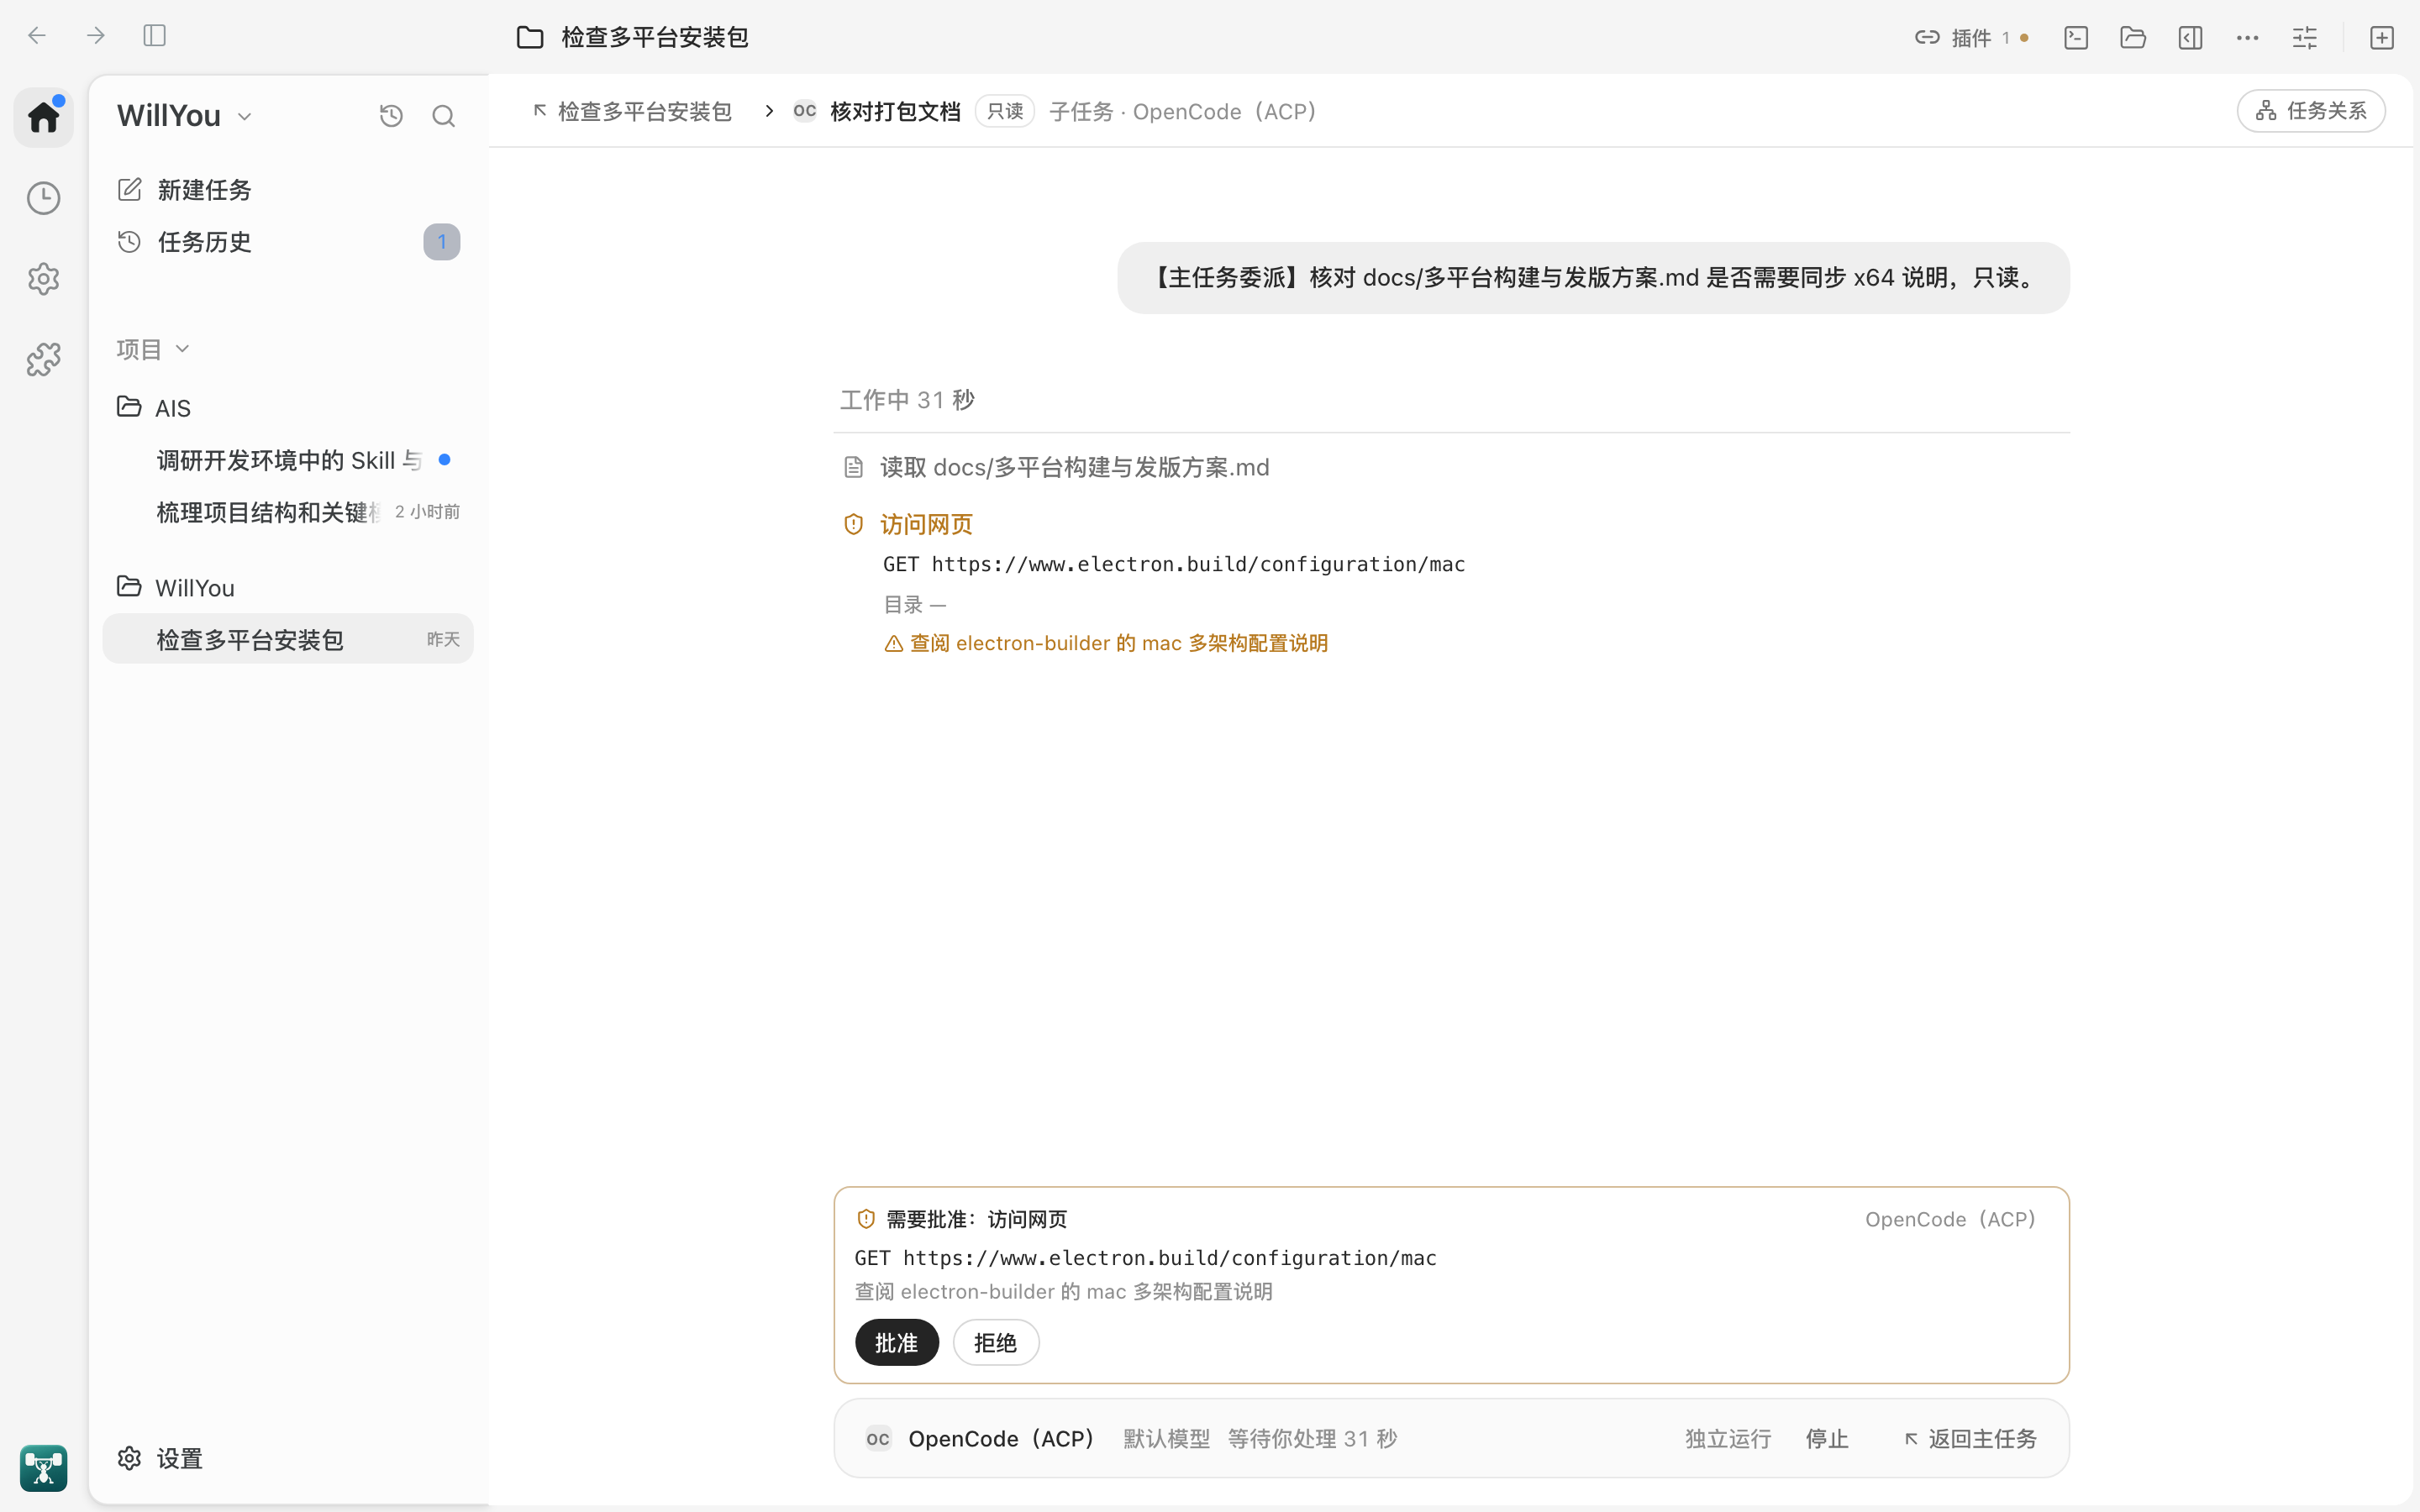 检查多平台安装包
插件 1
WillYou
检查多平台安装包 › OC 核对打包文档 只读 子任务 · OpenCode（ACP）
任务关系
新建任务
任务历史 1
项目
AIS
调研开发环境中的 Skill 与
梳理项目结构和关键 2 小时前
WillYou
检查多平台安装包 昨天
设置
【主任务委派】核对 docs/多平台构建与发版方案.md 是否需要同步 x64 说明，只读。
工作中 31 秒
读取 docs/多平台构建与发版方案.md
访问网页
GET https://www.electron.build/configuration/mac
目录 —
查阅 electron-builder 的 mac 多架构配置说明
需要批准：访问网页 OpenCode（ACP）
GET https://www.electron.build/configuration/mac
查阅 electron-builder 的 mac 多架构配置说明
批准 拒绝
OC OpenCode（ACP） 默认模型 等待你处理 31 秒 独立运行 停止 返回主任务